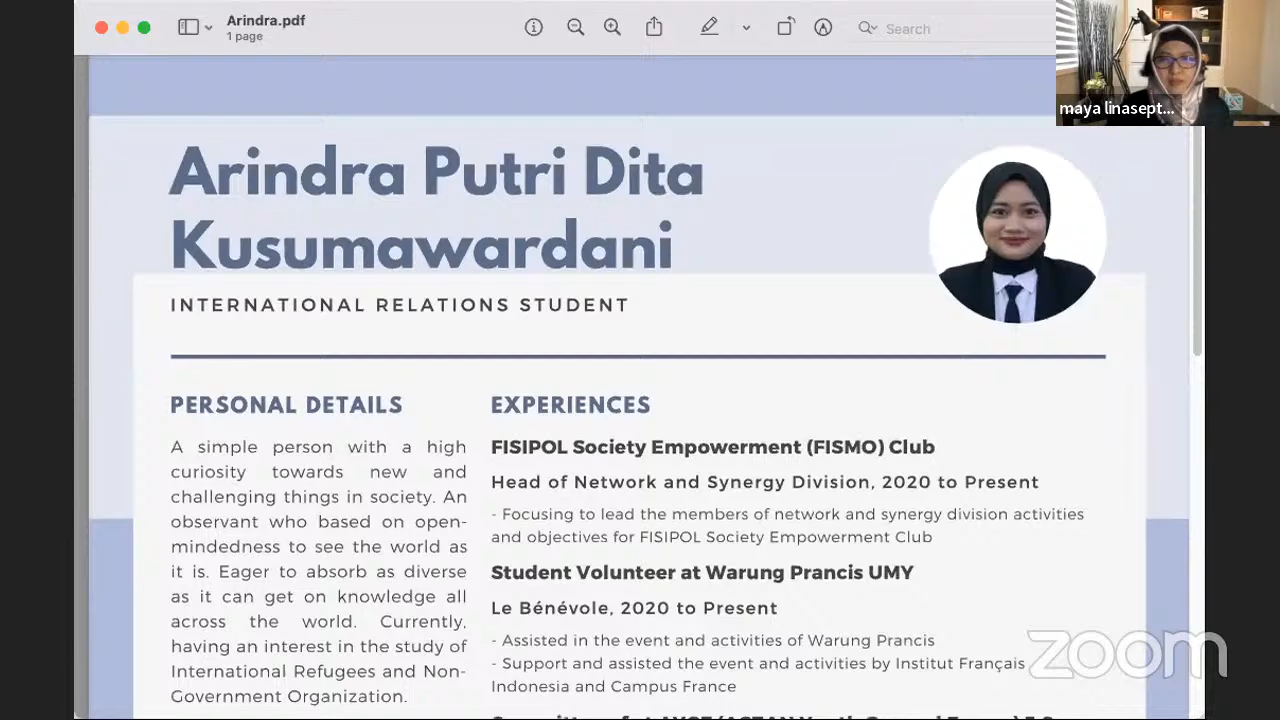 Arindra.pdf
1 page
Search
maya linasept...
Arindra Putri Dita
Kusumawardani
INTERNATIONAL RELATIONS STUDENT
PERSONAL DETAILS
A simple person with a high
curiosity towards new and
challenging things in society. An
observant who based on open-
mindedness to see the world as
it is. Eager to absorb as diverse
as it can get on knowledge all
across the world. Currently,
having an interest in the study of
International Refugees and Non-
Government Organization.
EXPERIENCES
FISIPOL Society Empowerment (FISMO) Club
Head of Network and Synergy Division, 2020 to Present
- Focusing to lead the members of network and synergy division activities
and objectives for FISIPOL Society Empowerment Club
Student Volunteer at Warung Prancis UMY
Le Bénévole, 2020 to Present
- Assisted in the event and activities of Warung Prancis
- Support and assisted the event and activities by Institut Français
Indonesia and Campus France
zoom